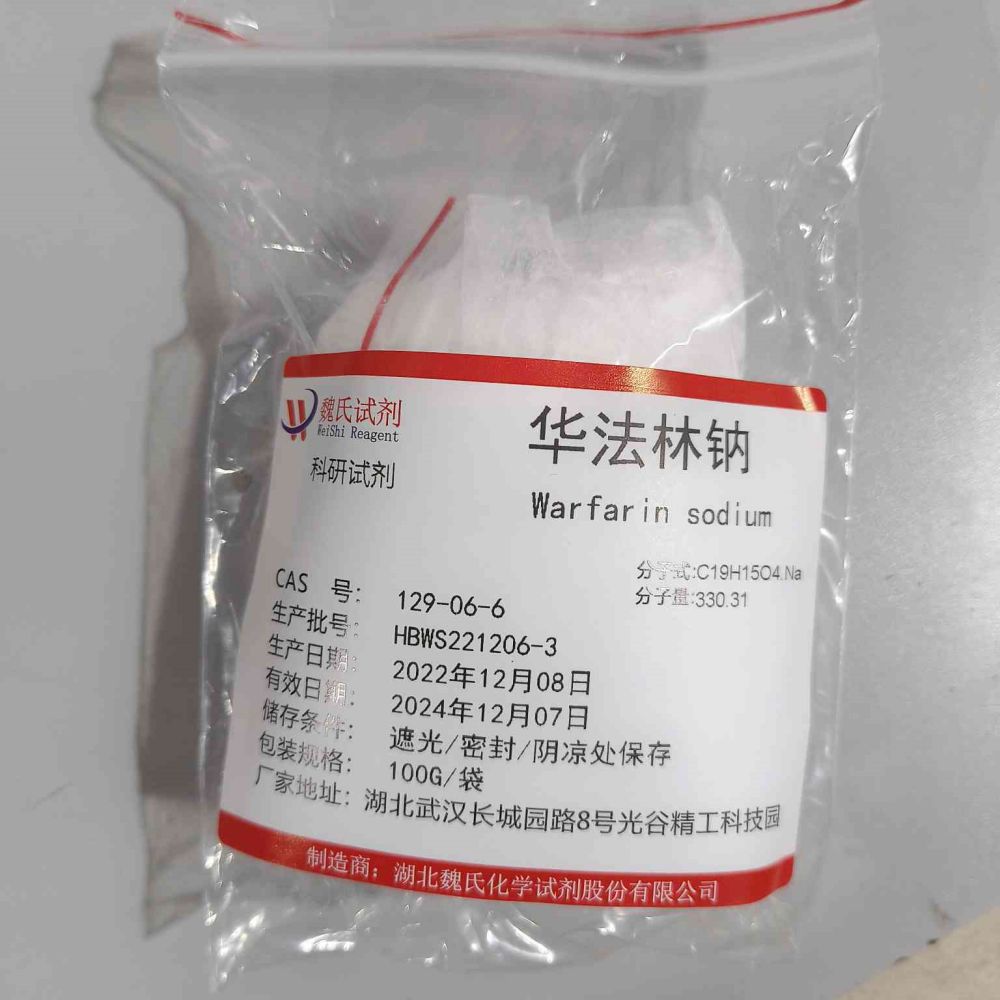 魏氏试剂
WeiShi Reagent
科研试剂
华法林钠
Warfarin sodium
分子式:C19H15O4.Na
分子量:330.31
CAS 号: 129-06-6
生产批号: HBWS221206-3
生产日期: 2022年12月08日
有效日期: 2024年12月07日
储存条件: 遮光/密封/阴凉处保存
包装规格: 100G/袋
厂家地址: 湖北武汉长城园路8号光谷精工科技园
制造商: 湖北魏氏化学试剂股份有限公司